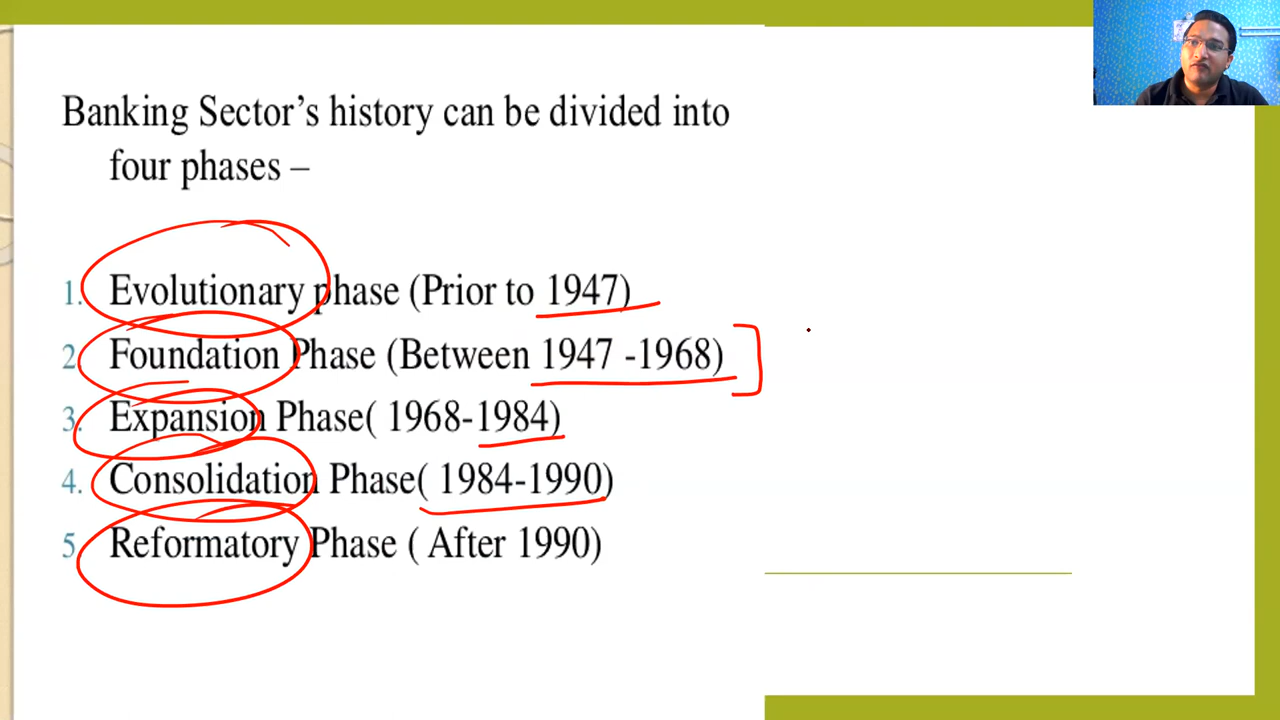 Banking Sector’s history can be divided into
four phases –
1. Evolutionary phase (Prior to 1947)
2 Foundation Phase (Between 1947 -1968)
3. Expansion Phase( 1968-1984)
4. Consolidation Phase( 1984-1990)
5 Reformatory Phase ( After 1990)